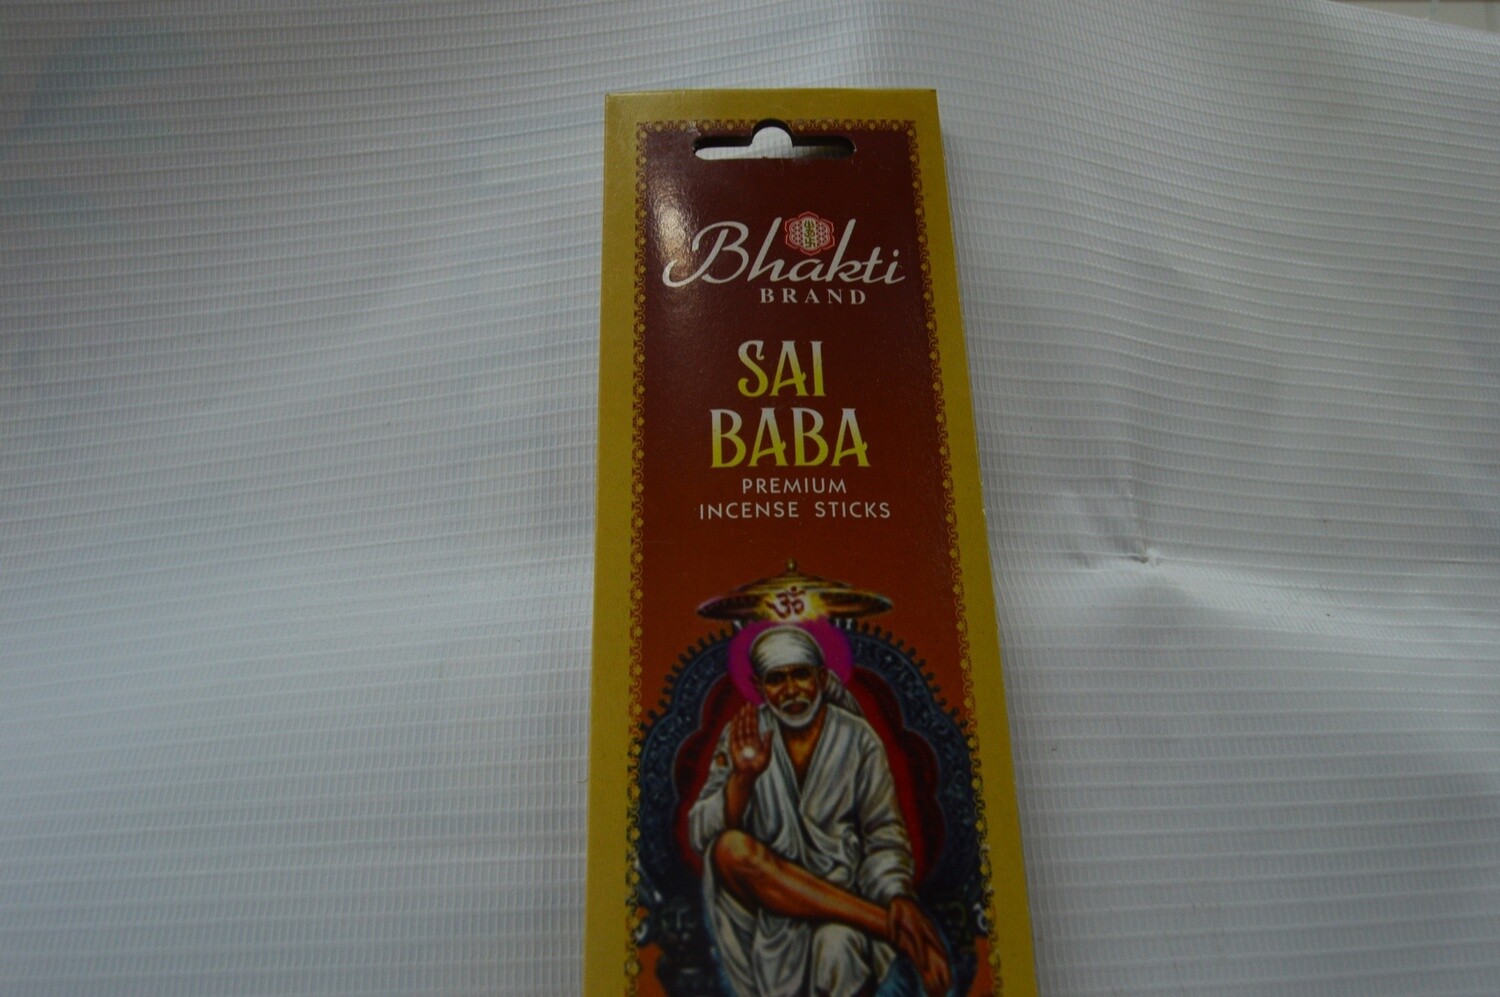 Bhakti
BRAND
SAI
BABA
PREMIUM
INCENSE STICKS
ॐ